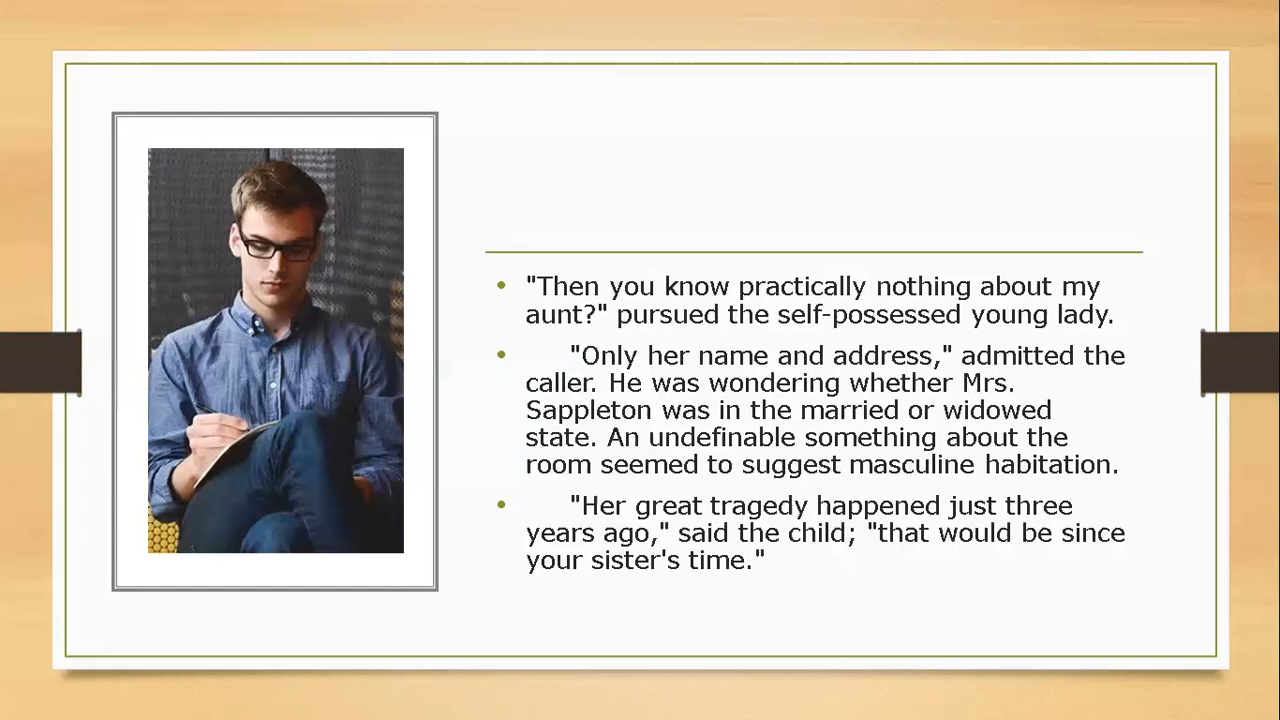 • "Then you know practically nothing about my
aunt?" pursued the self-possessed young lady.
• "Only her name and address," admitted the
caller. He was wondering whether Mrs.
Sappleton was in the married or widowed
state. An undefinable something about the
room seemed to suggest masculine habitation.
• "Her great tragedy happened just three
years ago," said the child; "that would be since
your sister's time."